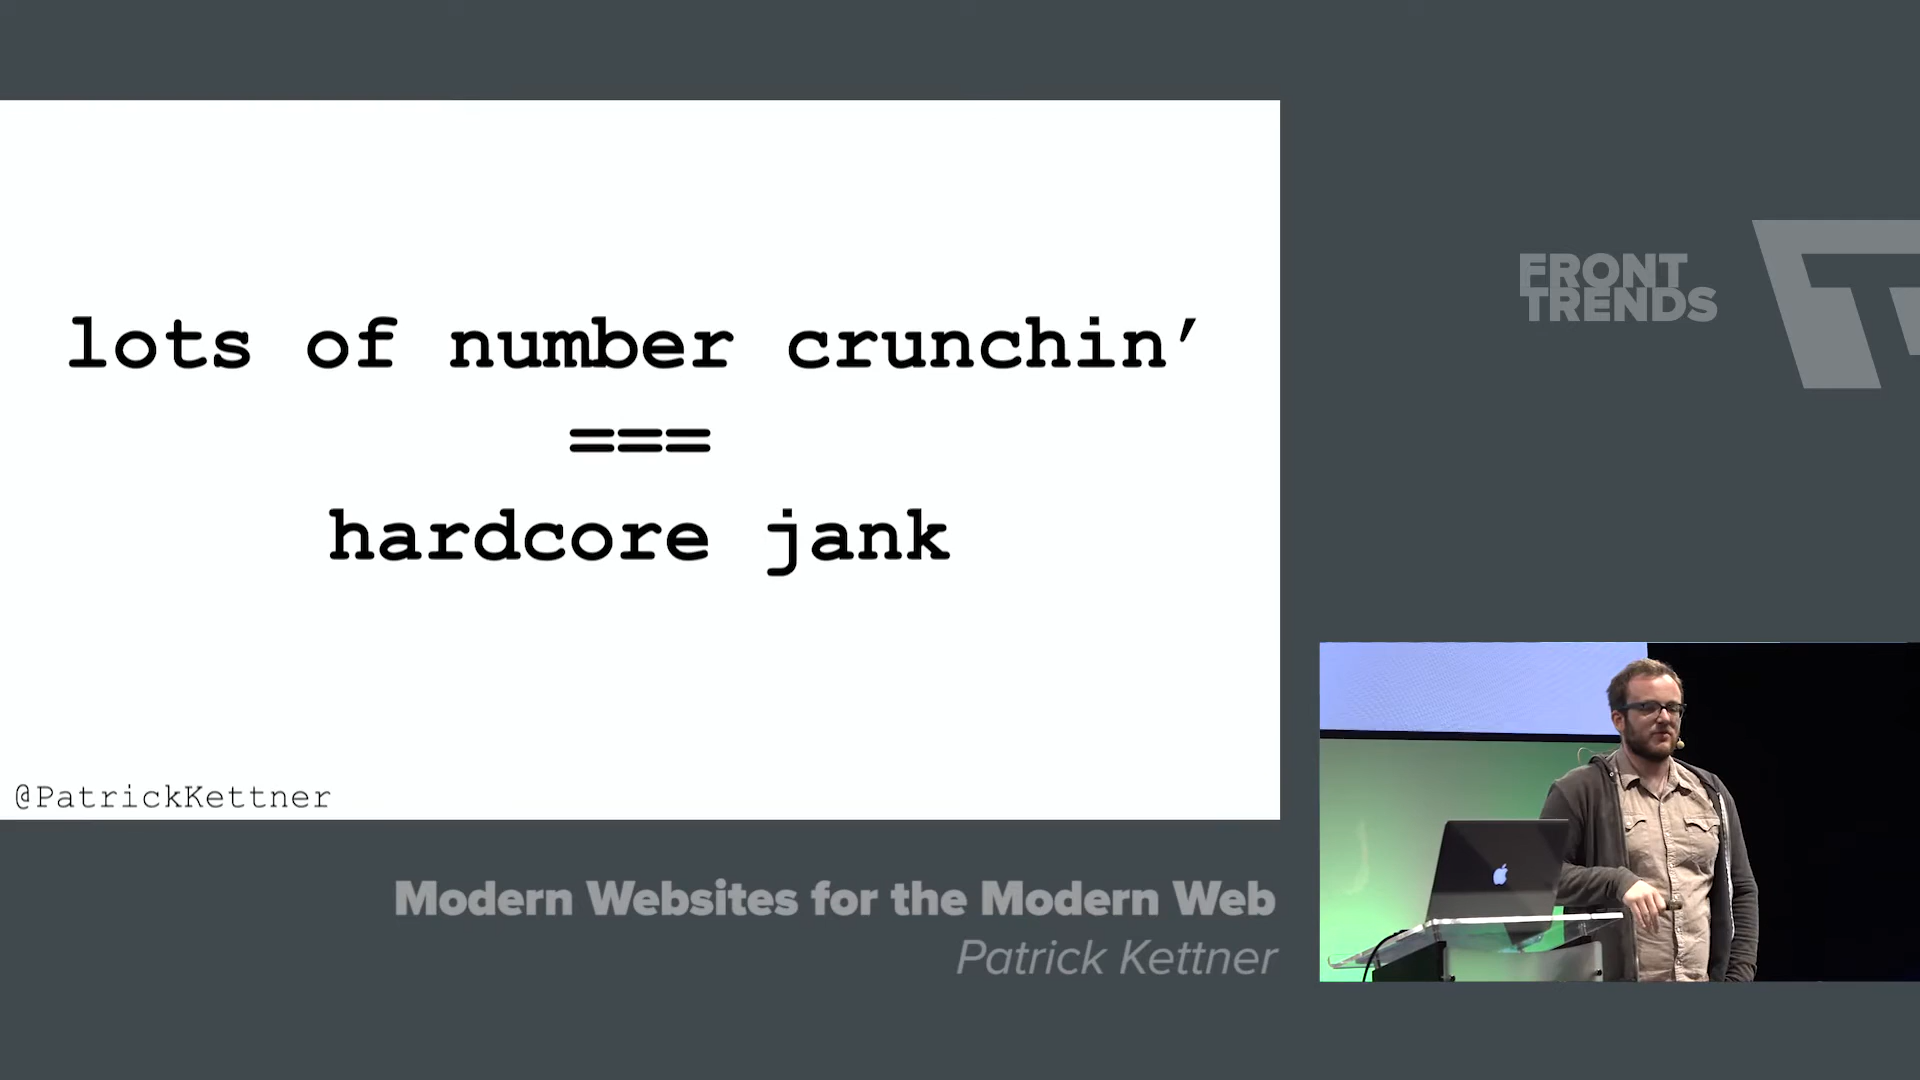 lots of number crunchin’
===
hardcore jank
@PatrickKettner
FRONT
TRENDS
Modern Websites for the Modern Web
Patrick Kettner